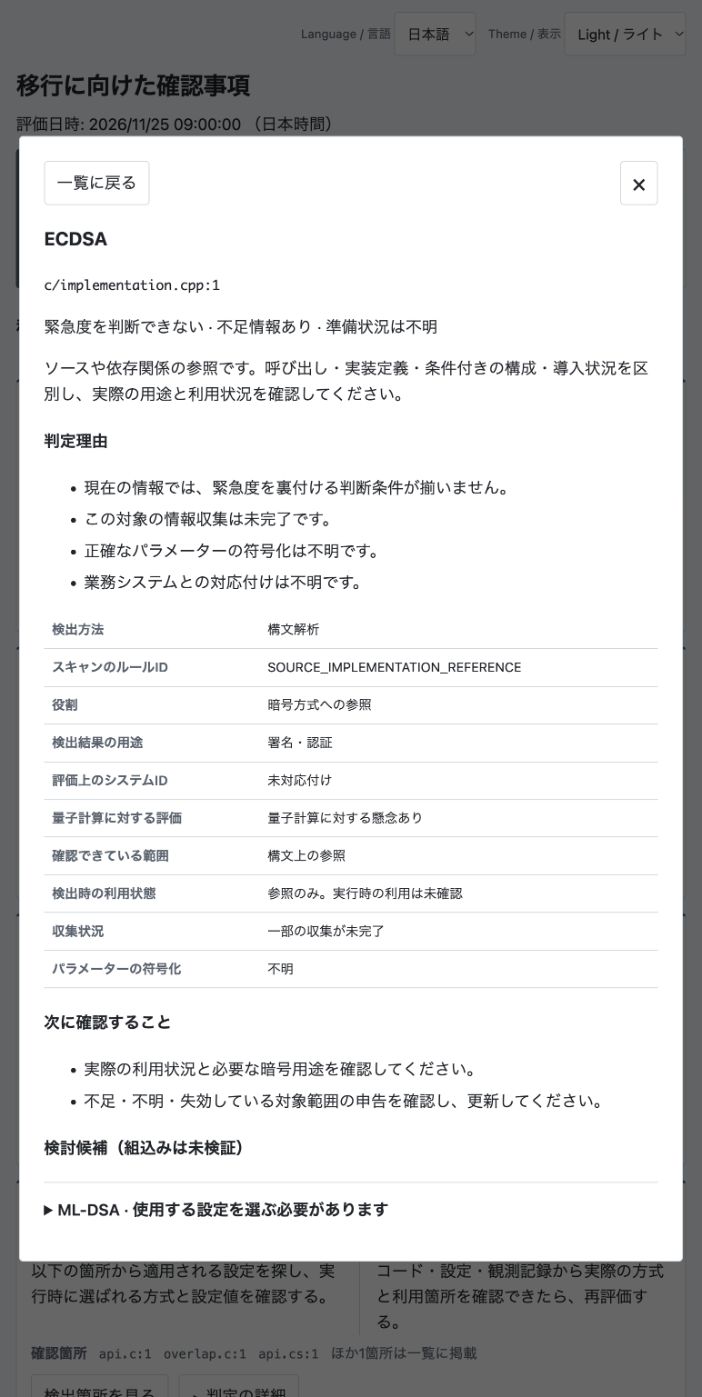 Language / 言語 日本語 Theme / 表示 Light / ライト
移行に向けた確認事項
評価日時: 2026/11/25 09:00:00 （日本時間）
一覧に戻る ×
ECDSA
c/implementation.cpp:1
緊急度を判断できない · 不足情報あり · 準備状況は不明
ソースや依存関係の参照です。呼び出し・実装定義・条件付きの構成・導入状況を区
別し、実際の用途と利用状況を確認してください。
判定理由
• 現在の情報では、緊急度を裏付ける判断条件が揃いません。
• この対象の情報収集は未完了です。
• 正確なパラメーターの符号化は不明です。
• 業務システムとの対応付けは不明です。
検出方法 構文解析
スキャンのルールID SOURCE_IMPLEMENTATION_REFERENCE
役割 暗号方式への参照
検出結果の用途 署名・認証
評価上のシステムID 未対応付け
量子計算に対する評価 量子計算に対する懸念あり
確認できている範囲 構文上の参照
検出時の利用状態 参照のみ。実行時の利用は未確認
収集状況 一部の収集が未完了
パラメーターの符号化 不明
次に確認すること
• 実際の利用状況と必要な暗号用途を確認してください。
• 不足・不明・失効している対象範囲の申告を確認し、更新してください。
検討候補（組込みは未検証）
▶ ML-DSA · 使用する設定を選ぶ必要があります
以下の箇所から適用される設定を探し、実
行時に選ばれる方式と設定値を確認する。
コード・設定・観測記録から実際の方式
と利用箇所を確認できたら、再評価す
る。
確認箇所 api.c:1 overlap.c:1 api.cs:1 ほか1箇所は一覧に掲載
検出箇所を見る 判定の詳細